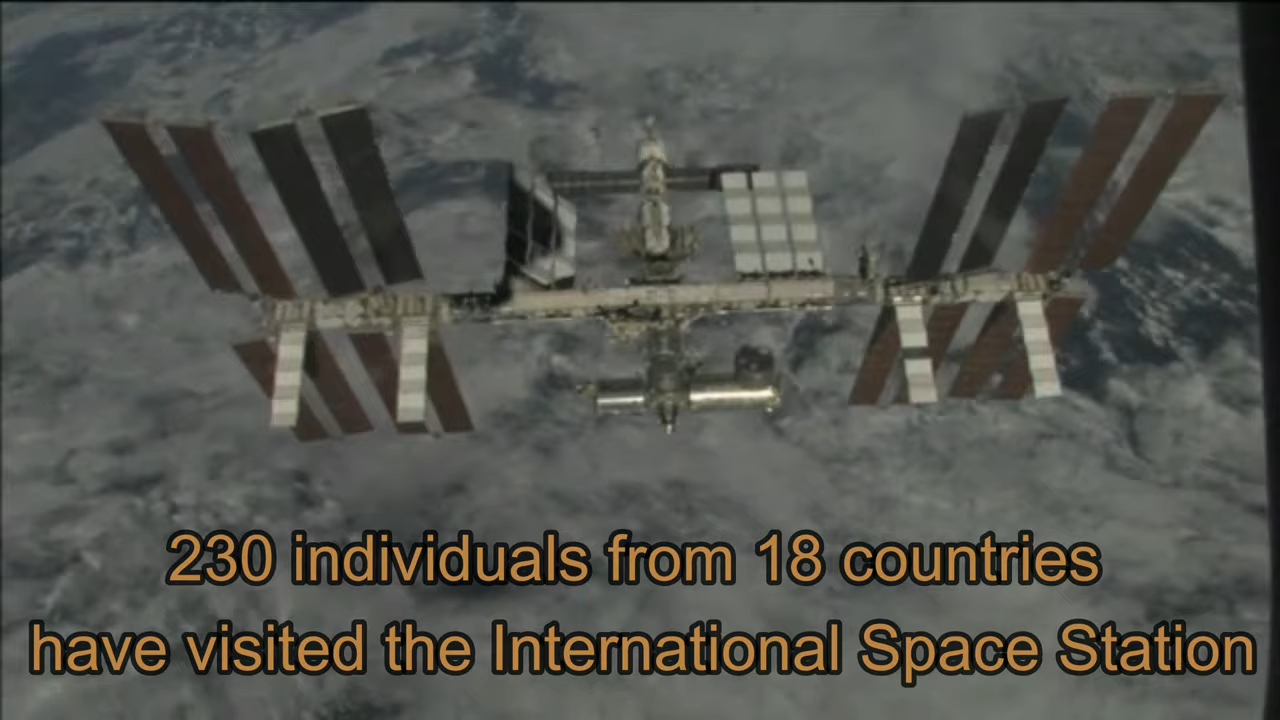 230 individuals from 18 countries
have visited the International Space Station